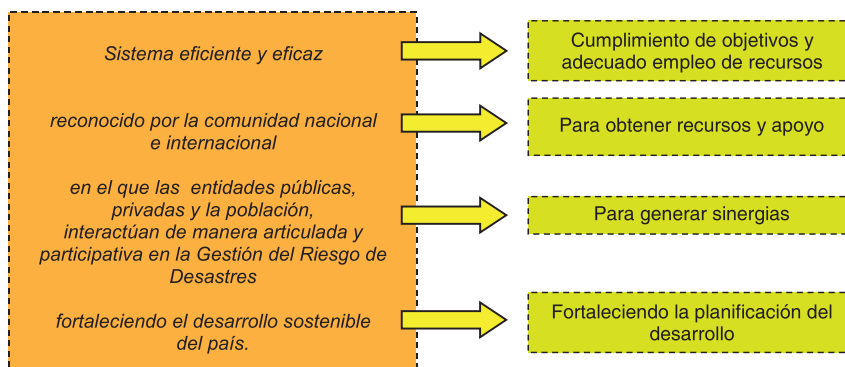 Sistema eficiente y eficaz
Cumplimiento de objetivos y
adecuado empleo de recursos
reconocido por la comunidad nacional
e internacional
Para obtener recursos y apoyo
en el que las entidades públicas,
privadas y la población,
interactúan de manera articulada y
participativa en la Gestión del Riesgo de
Desastres
Para generar sinergias
fortaleciendo el desarrollo sostenible
del país.
Fortaleciendo la planificación del
desarrollo